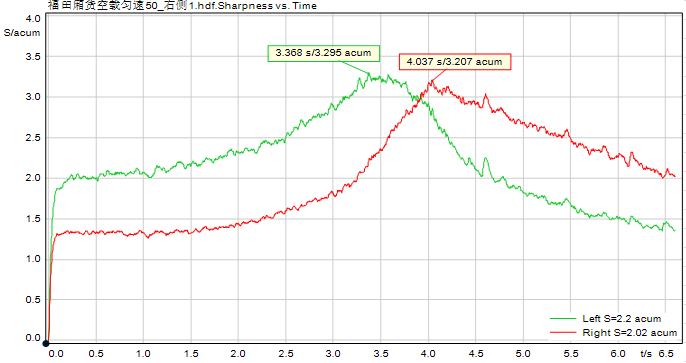 福田厢货空载匀速50_右侧1.hdf.Sharpness vs. Time
4.0
S/acum
3.5
3.0
2.5
2.0
1.5
1.0
0.5
0.0
3.368 s/3.295 acum
4.037 s/3.207 acum
Left S=2.2 acum
Right S=2.02 acum
0.0 0.5 1.0 1.5 2.0 2.5 3.0 3.5 4.0 4.5 5.0 5.5 6.0 t/s 6.5